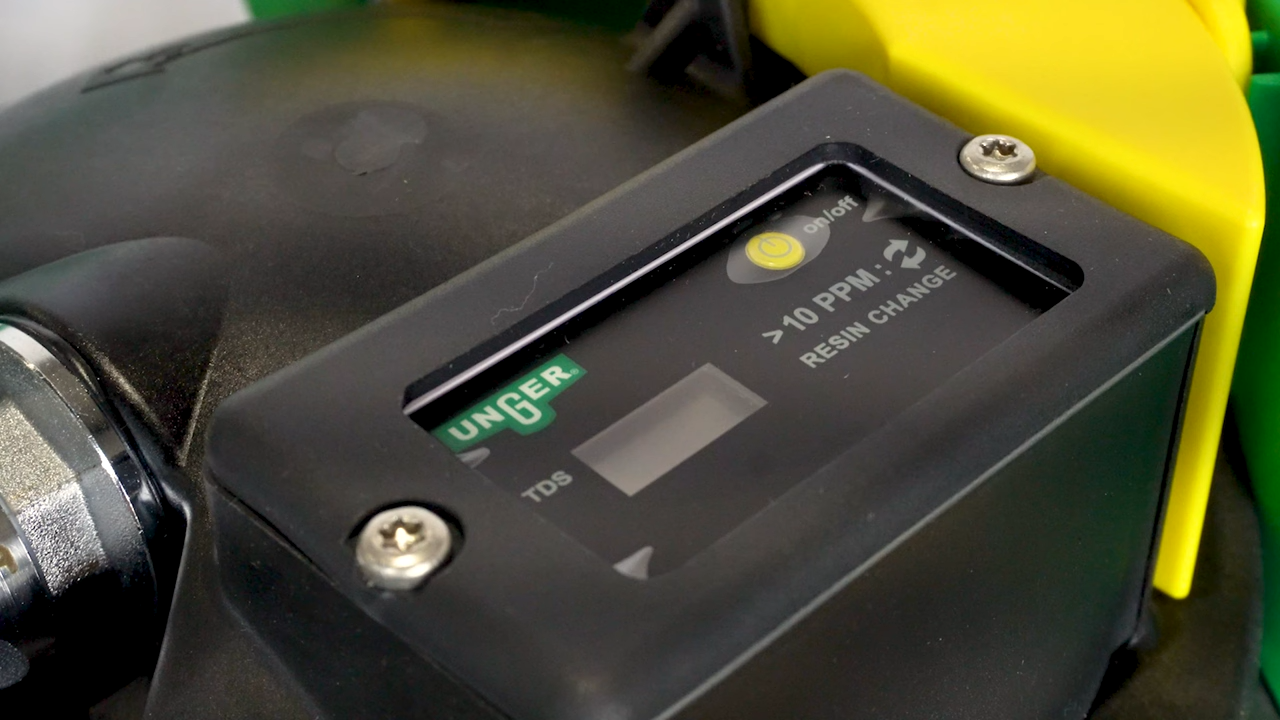 on/off
> 10 PPM :
RESIN CHANGE
UNGER®
TDS